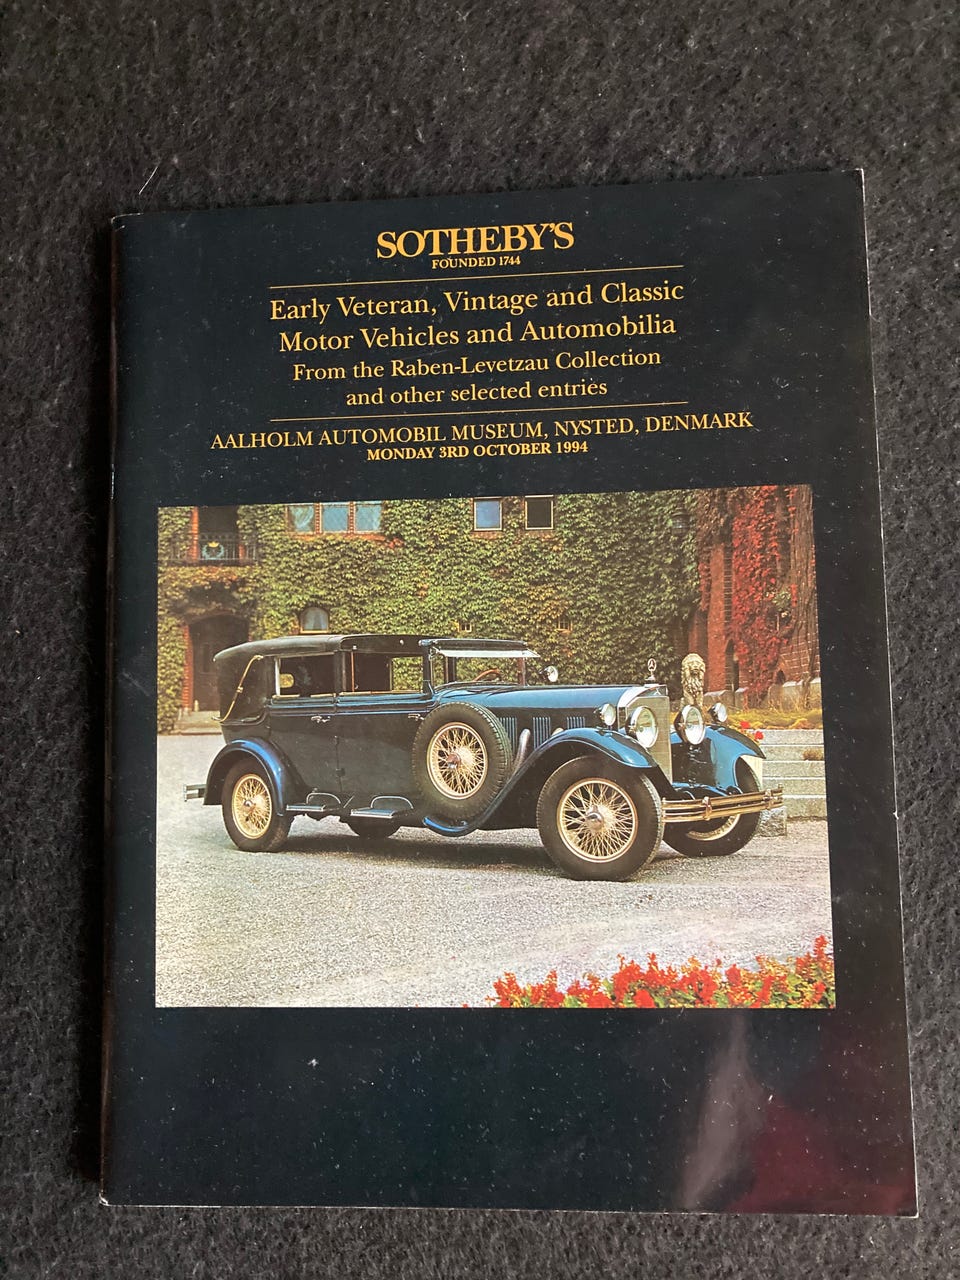 SOTHEBY'S
FOUNDED 1744
Early Veteran, Vintage and Classic
Motor Vehicles and Automobilia
From the Raben-Levetzau Collection
and other selected entries
AALHOLM AUTOMOBIL MUSEUM, NYSTED, DENMARK
MONDAY 3RD OCTOBER 1994